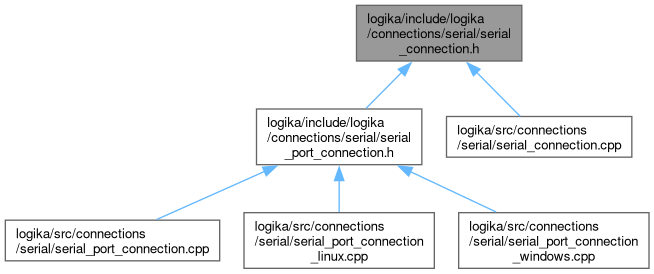 logika/include/logika
/connections/serial/serial
_connection.h
logika/include/logika
/connections/serial/serial
_port_connection.h
logika/src/connections
/serial/serial_connection.cpp
logika/src/connections
/serial/serial_port_connection.cpp
logika/src/connections
/serial/serial_port_connection
_linux.cpp
logika/src/connections
/serial/serial_port_connection
_windows.cpp